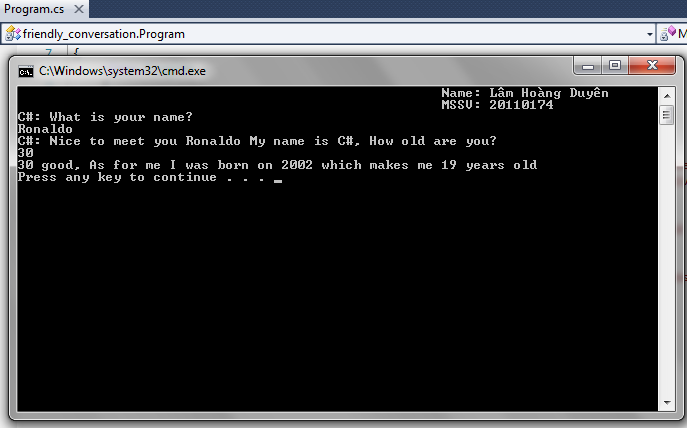 Program.cs
friendly_conversation.Program
7 {
C:\Windows\system32\cmd.exe
Name: Lâm Hoàng Duyên
MSSV: 20110174
C#: What is your name?
Ronaldo
C#: Nice to meet you Ronaldo My name is C#, How old are you?
30
30 good, As for me I was born on 2002 which makes me 19 years old
Press any key to continue . . . _